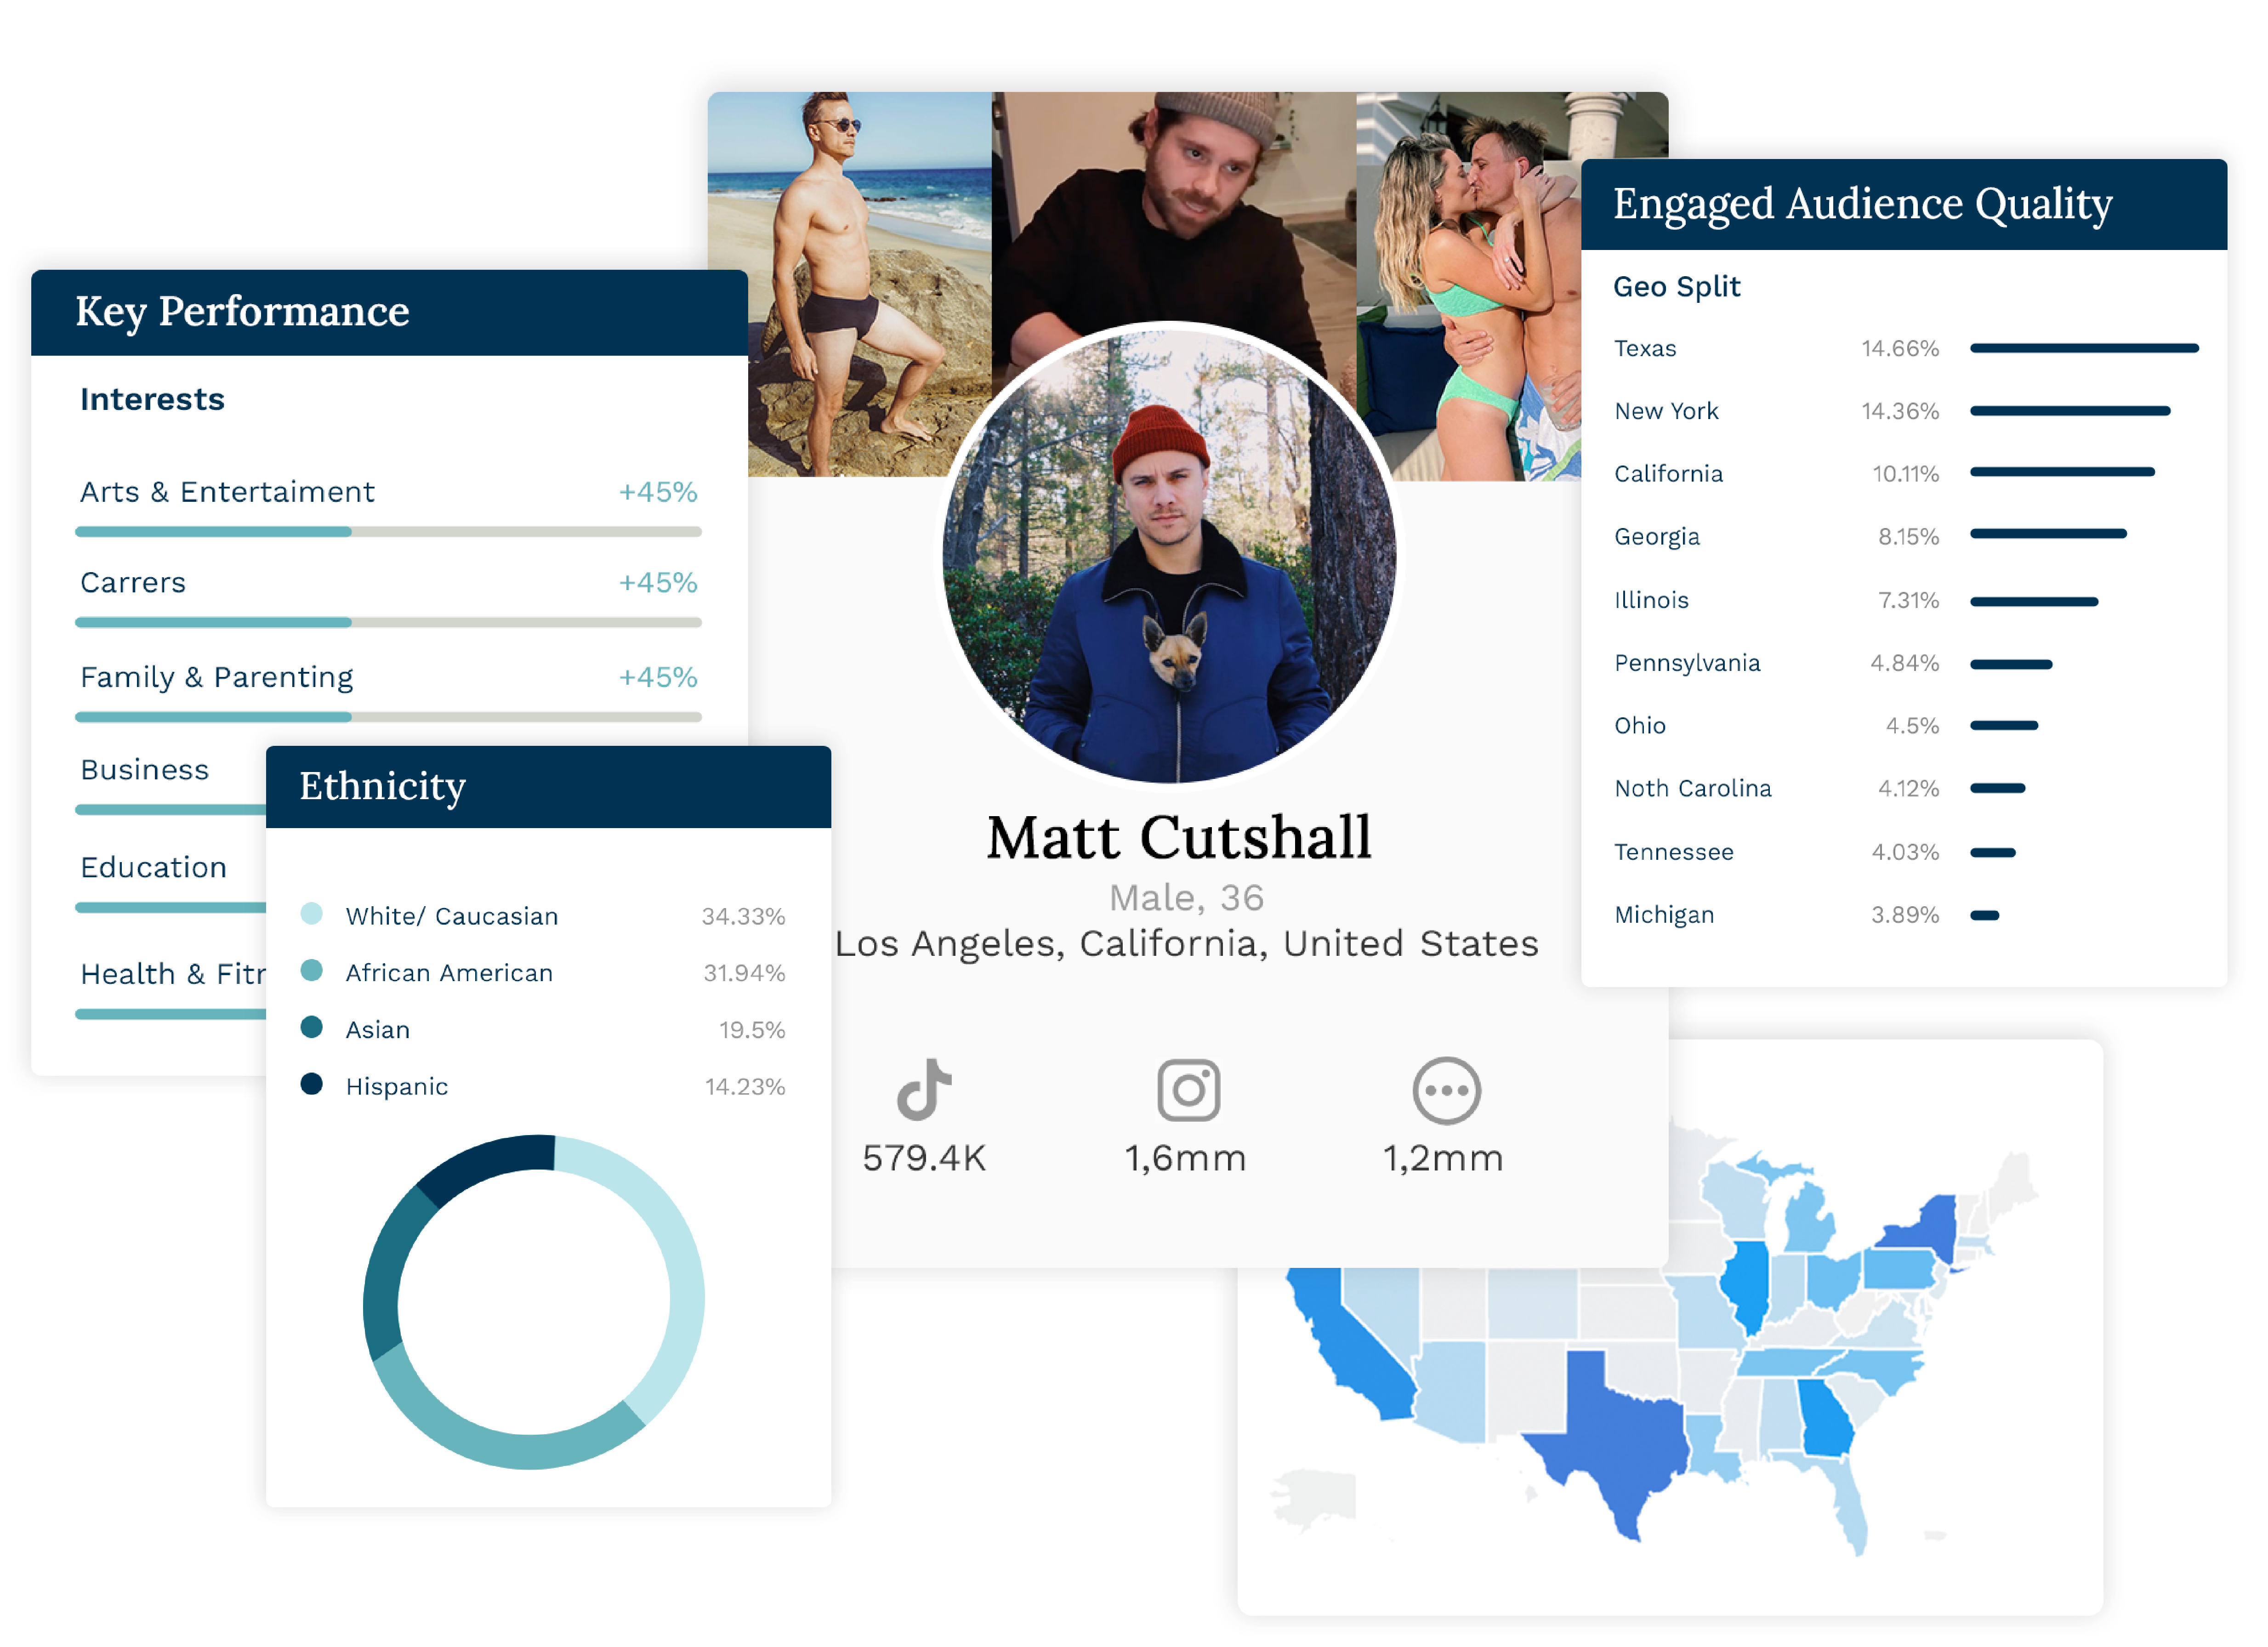 Key Performance
Interests
Arts & Entertaiment +45%
Carrers +45%
Family & Parenting +45%
Business
Education
Health & Fitr
Ethnicity
White/ Caucasian 34.33%
African American 31.94%
Asian 19.5%
Hispanic 14.23%
Matt Cutshall
Male, 36
Los Angeles, California, United States
579.4K 1,6mm 1,2mm
Engaged Audience Quality
Geo Split
Texas 14.66%
New York 14.36%
California 10.11%
Georgia 8.15%
Illinois 7.31%
Pennsylvania 4.84%
Ohio 4.5%
Noth Carolina 4.12%
Tennessee 4.03%
Michigan 3.89%